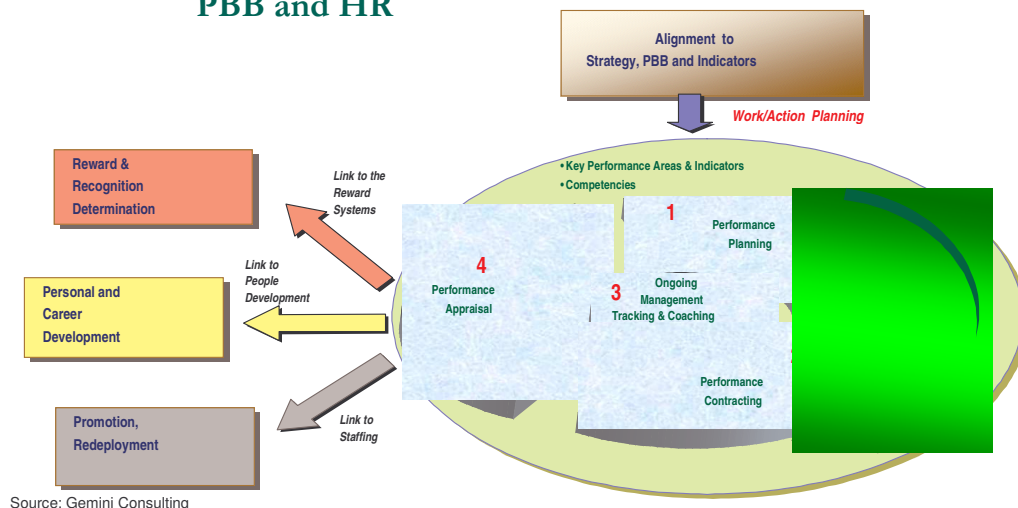 PBB and HR
Alignment to
Strategy, PBB and Indicators
Work/Action Planning
•Key Performance Areas & Indicators
•Competencies
Reward &
Recognition
Determination
Link to the
Reward
Systems
1
Performance
Planning
4
Performance
Appraisal
3
Ongoing
Management
Tracking & Coaching
Link to
People
Development
Personal and
Career
Development
Performance
Contracting
Promotion,
Redeployment
Link to
Staffing
Source: Gemini Consulting